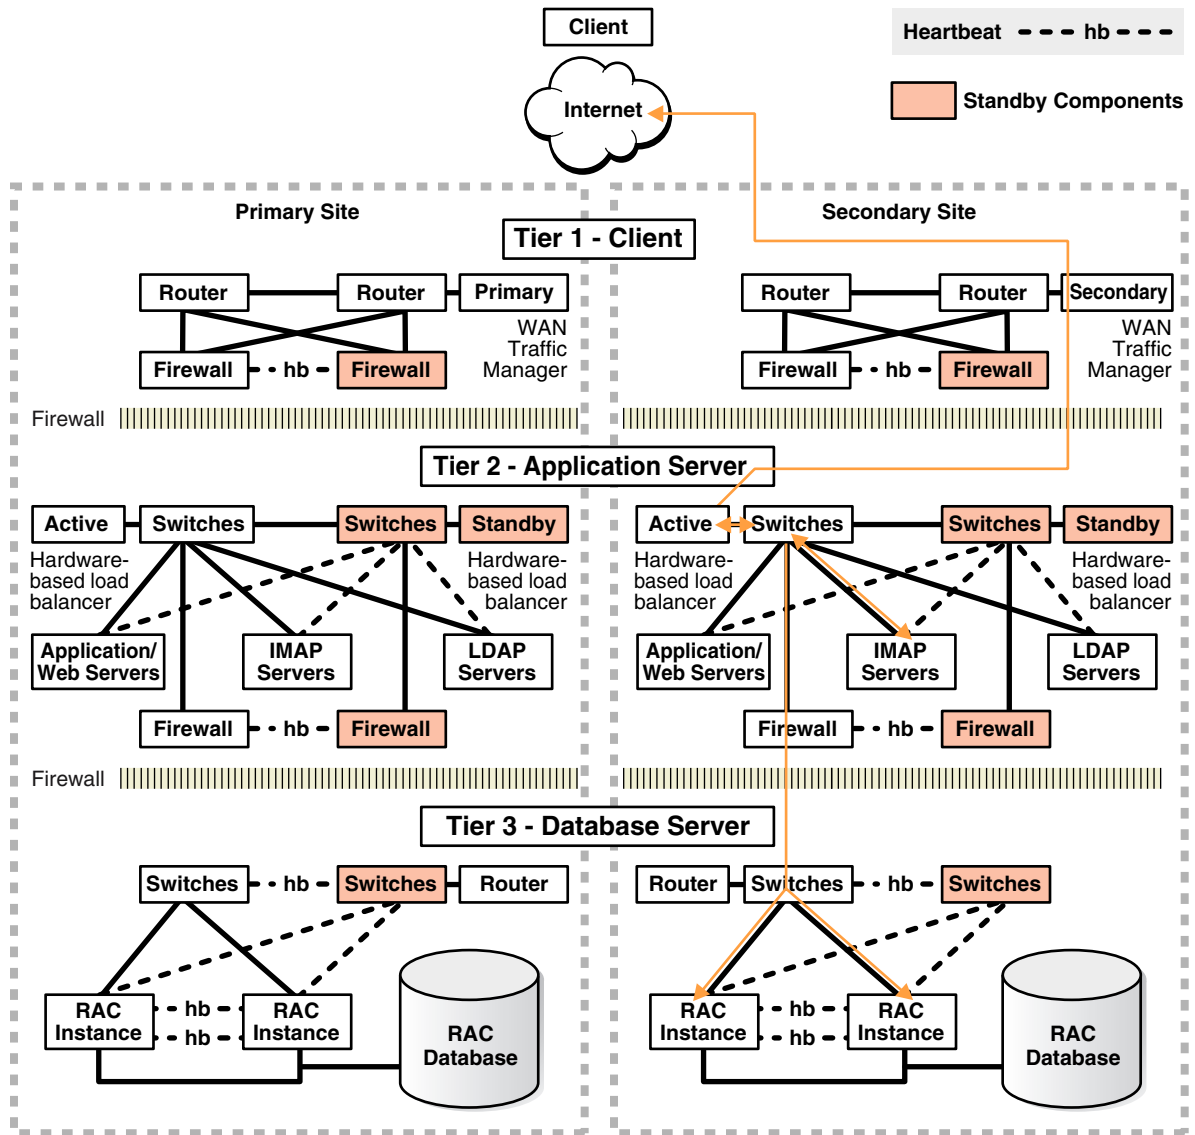 Client
Heartbeat hb
Internet
Standby Components
Primary Site
Secondary Site
Tier 1 - Client
Router
Router
Primary
Router
Router
Secondary
WAN
Traffic
Manager
WAN
Traffic
Manager
Firewall
hb
Firewall
Firewall
hb
Firewall
Firewall
Tier 2 - Application Server
Active
Switches
Switches
Standby
Active
Switches
Switches
Standby
Hardware-
based load
balancer
Hardware-
based load
balancer
Hardware-
based load
balancer
Hardware-
based load
balancer
Application/
Web Servers
IMAP
Servers
LDAP
Servers
Application/
Web Servers
IMAP
Servers
LDAP
Servers
Firewall
hb
Firewall
Firewall
hb
Firewall
Firewall
Tier 3 - Database Server
Switches
hb
Switches
Router
Router
Switches
hb
Switches
RAC
Instance
hb
hb
RAC
Instance
RAC
Database
RAC
Instance
hb
hb
RAC
Instance
RAC
Database